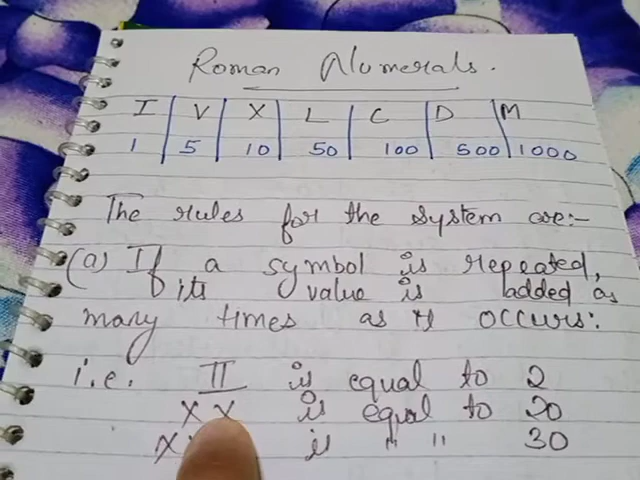 Roman Numerals.
I V X L C D M
1 5 10 50 100 500 1000
The rules for the system are:-
(a) If a symbol is repeated,
its value is added as
many times as it occurs:
i.e. II is equal to 2
XX is equal to 20
is " " 30